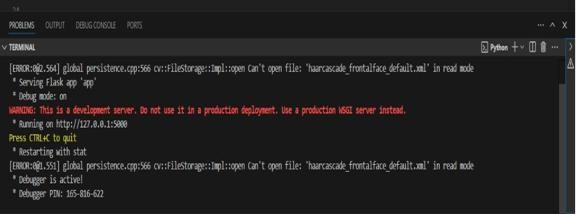 PROBLEMS OUTPUT DEBUG CONSOLE PORTS
TERMINAL Python
[ERROR:0@2.564] global persistence.cpp:566 cv::FileStorage::Impl::open Can't open file: 'haarcascade_frontalface_default.xml' in read mode
* Serving Flask app 'app'
* Debug mode: on
WARNING: This is a development server. Do not use it in a production deployment. Use a production WSGI server instead.
* Running on http://127.0.0.1:5000
Press CTRL+C to quit
* Restarting with stat
[ERROR:0@1.551] global persistence.cpp:566 cv::FileStorage::Impl::open Can't open file: 'haarcascade_frontalface_default.xml' in read mode
* Debugger is active!
* Debugger PIN: 165-816-622